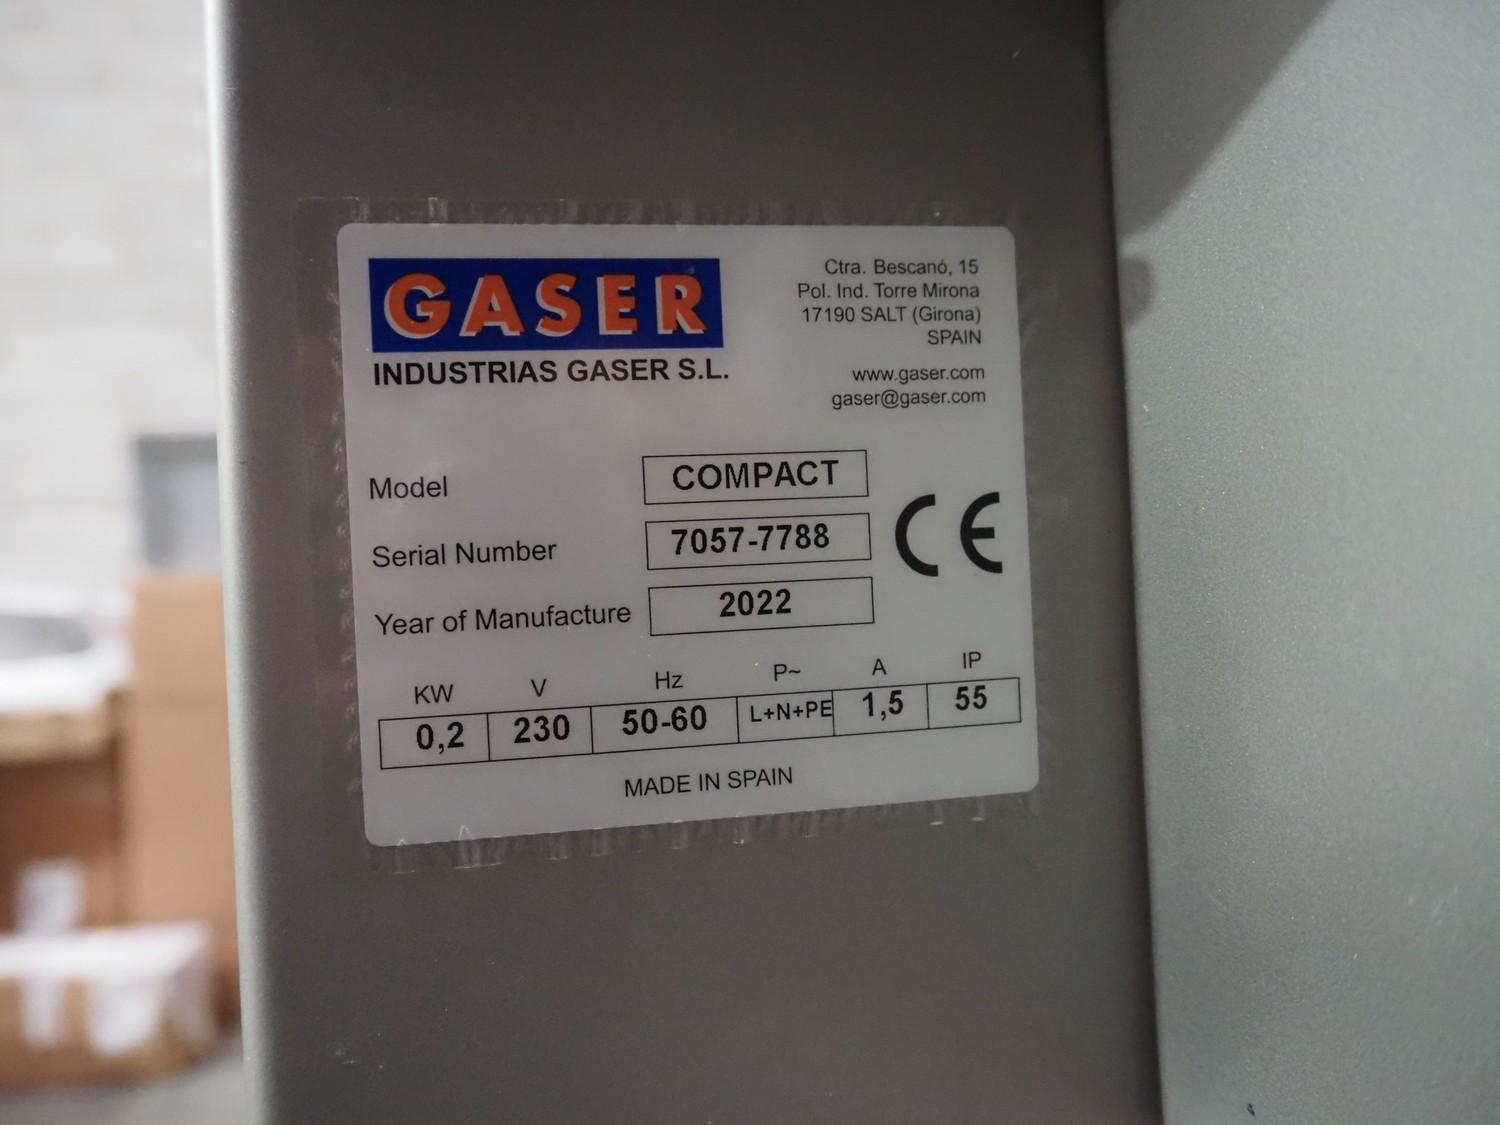 GASER
INDUSTRIAS GASER S.L.
Ctra. Bescanó, 15
Pol. Ind. Torre Mirona
17190 SALT (Girona)
SPAIN
www.gaser.com
gaser@gaser.com
Model COMPACT
Serial Number 7057-7788
CE
Year of Manufacture 2022
KW V Hz P~ A IP
0,2 230 50-60 L+N+PE 1,5 55
MADE IN SPAIN